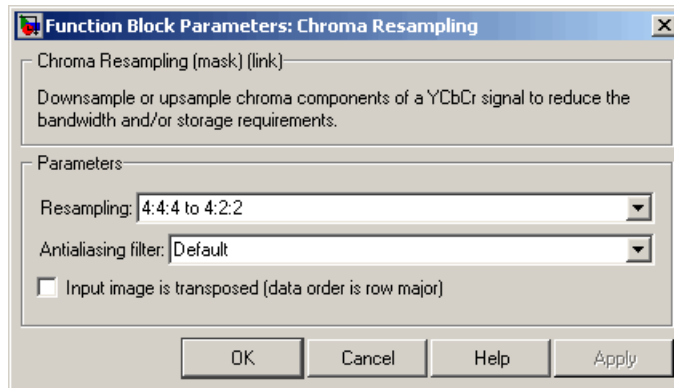 Function Block Parameters: Chroma Resampling
Chroma Resampling (mask) (link)
Downsample or upsample chroma components of a YCbCr signal to reduce the
bandwidth and/or storage requirements.
Parameters
Resampling: 4:4:4 to 4:2:2
Antialiasing filter: Default
Input image is transposed (data order is row major)
OK Cancel Help Apply